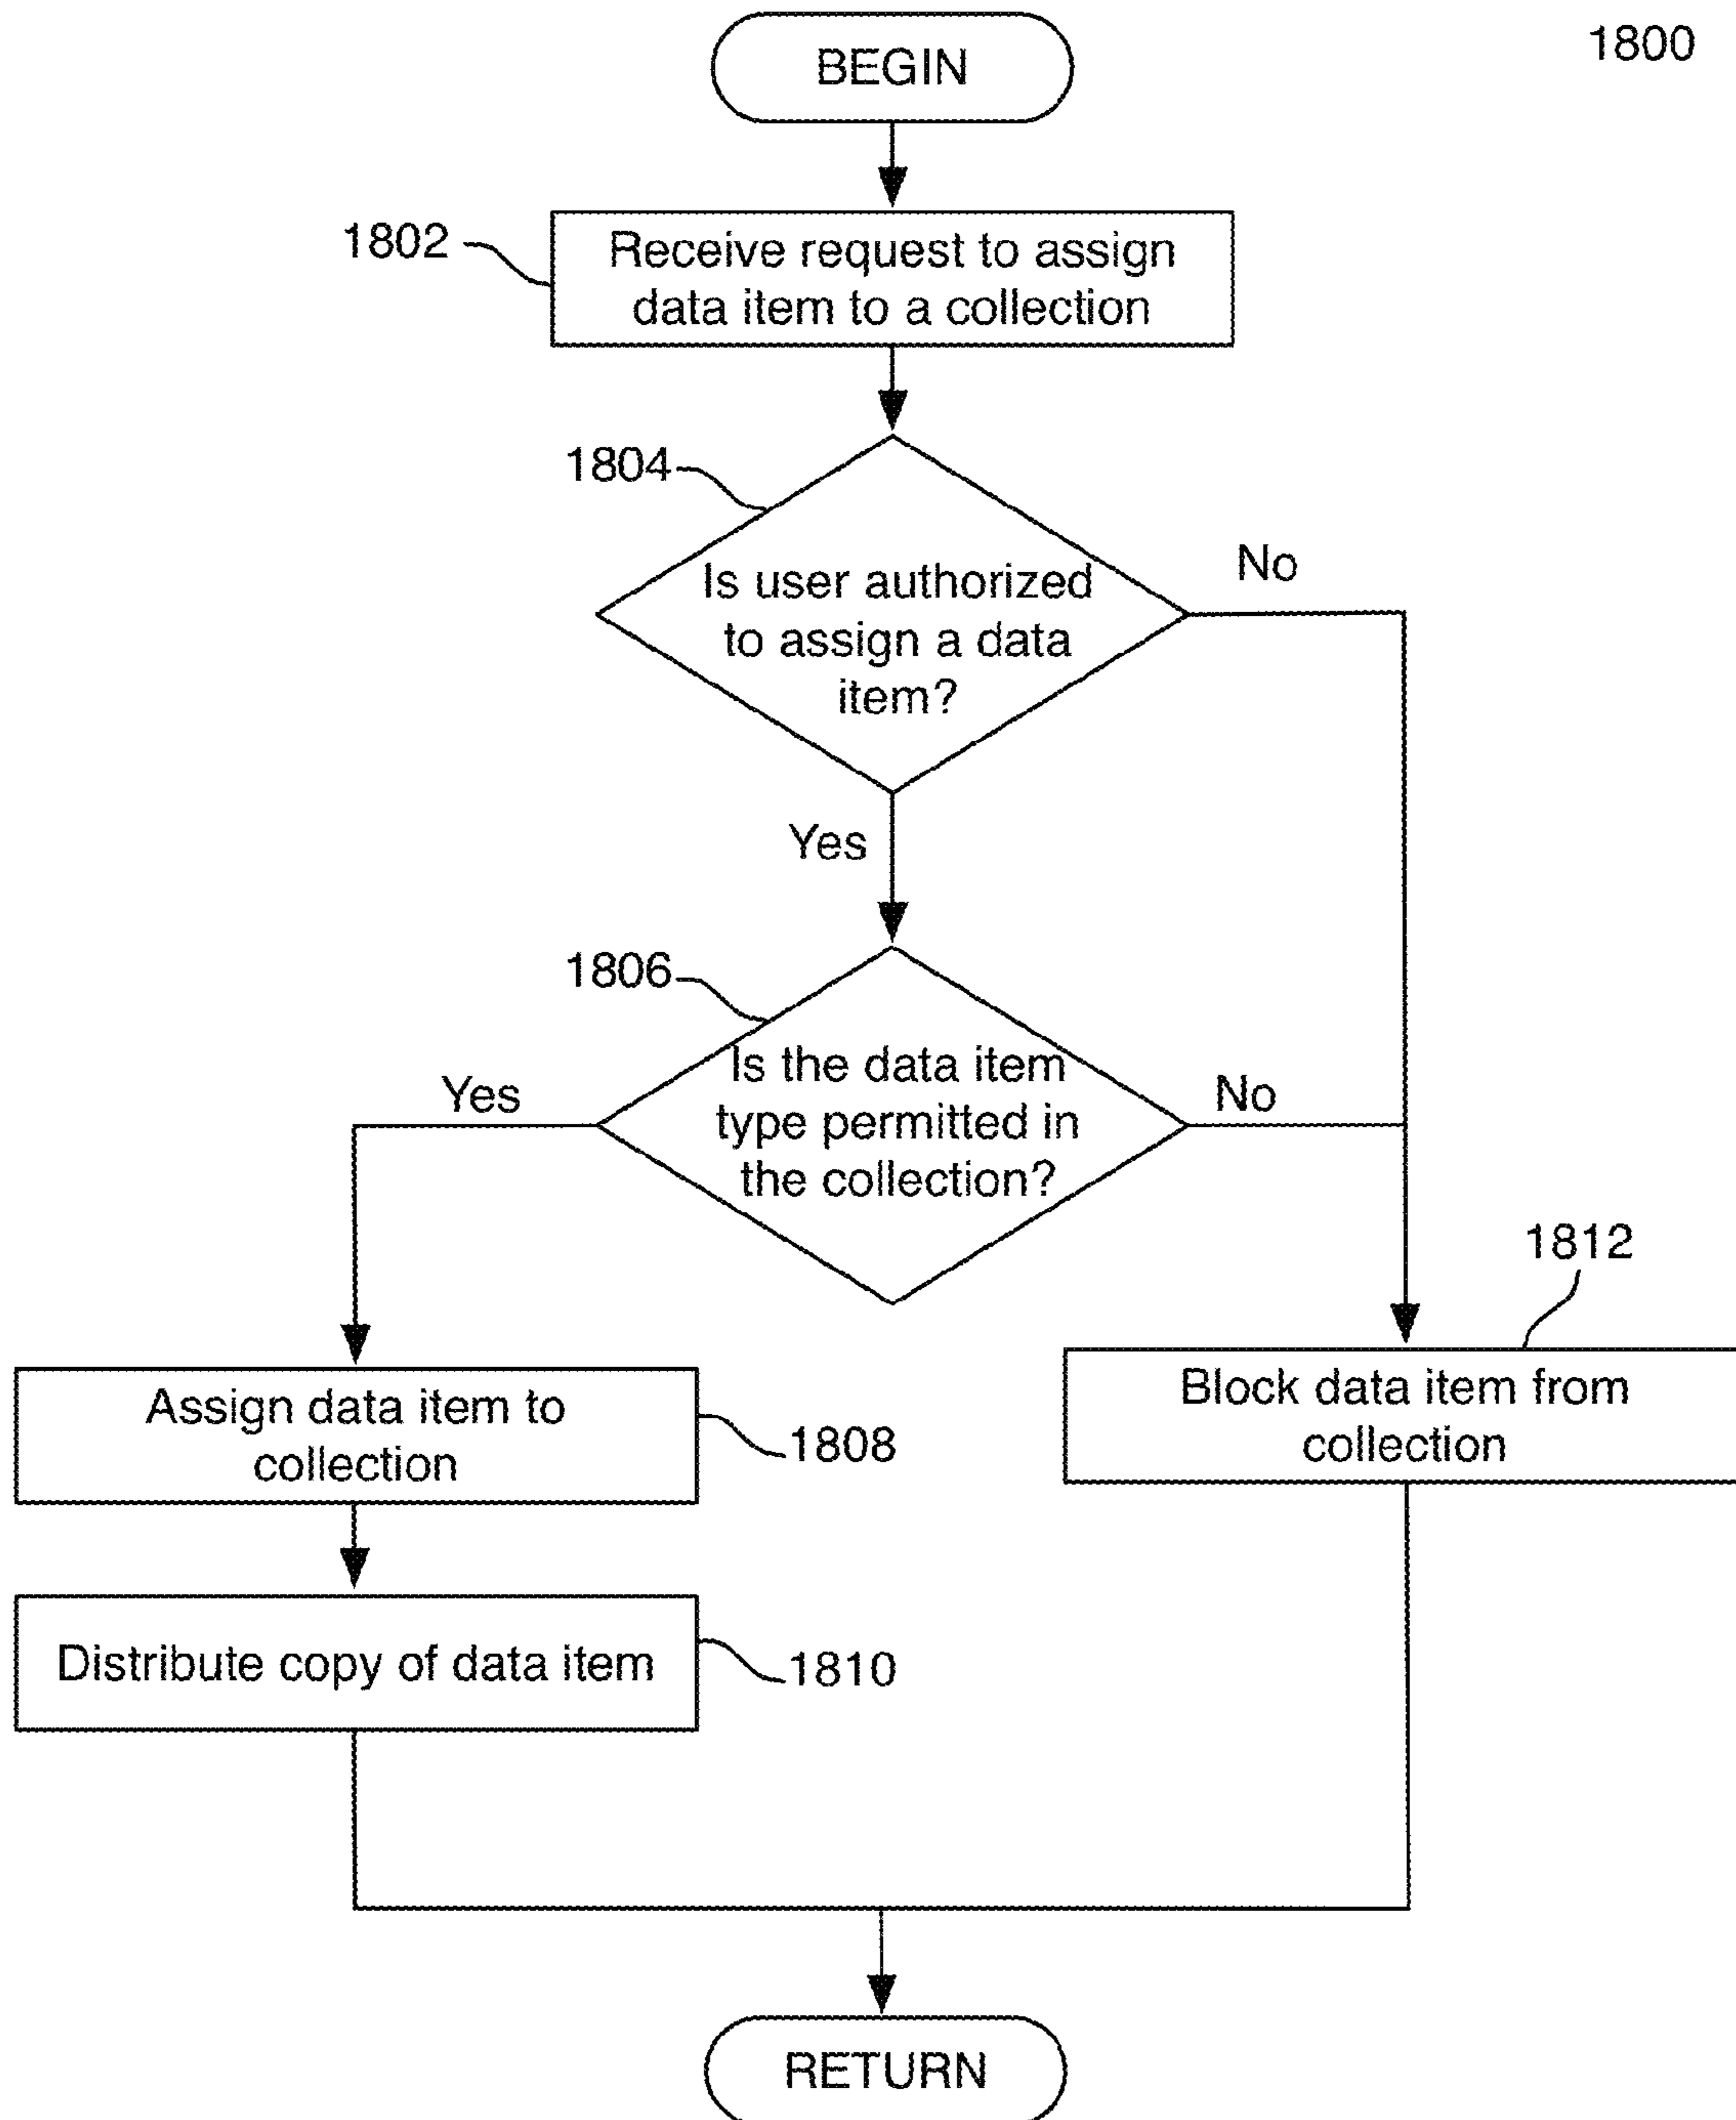 1800
BEGIN
1802
Receive request to assign
data item to a collection
1804
No
Is user authorized
to assign a data
item?
Yes
1806
Is the data item
type permitted in
the collection?
Yes
No
1812
Assign data item to
collection
1808
Block data item from
collection
Distribute copy of data item
1810
RETURN